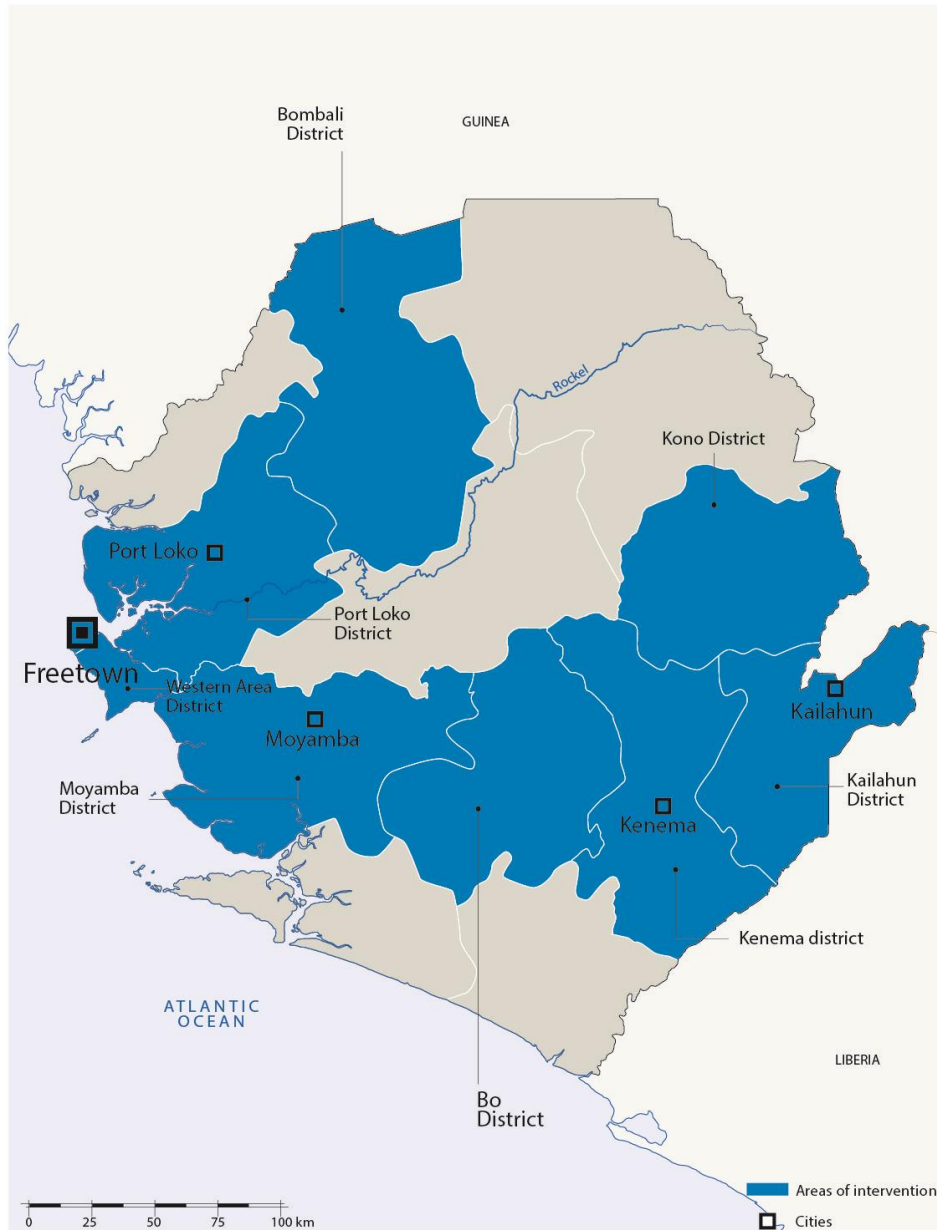 Bombali
District
GUINEA
Rockel
Kono District
Port Loko
Port Loko
District
Freetown
Western Area
District
Moyamba
Kailahun
Moyamba
District
Kailahun
District
Kenema
Kenema district
ATLANTIC
OCEAN
LIBERIA
Bo
District
Areas of intervention
0 25 50 75 100 km
Cities